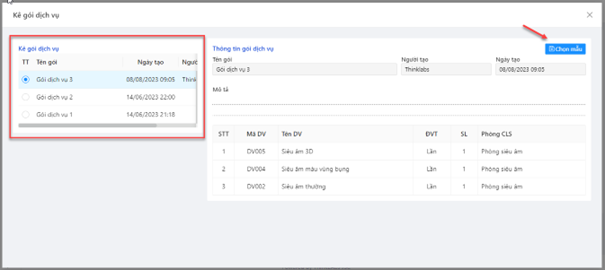 Kê gói dịch vụ
Kê gói dịch vụ
TT Tên gói Ngày tạo Người
Gói dịch vụ 3 08/08/2023 09:05 Think
Gói dịch vụ 2 14/06/2023 22:00
Gói dịch vụ 1 14/06/2023 21:18
Thông tin gói dịch vụ
Chọn mẫu
Tên gói Người tạo Ngày tạo
Gói dịch vụ 3 Thinklabs 08/08/2023 09:05
Mô tả
STT Mã DV Tên DV ĐVT SL Phòng CLS
1 DV005 Siêu âm 3D Lần 1 Phòng siêu âm
2 DV004 Siêu âm màu vùng bụng Lần 1 Phòng siêu âm
3 DV002 Siêu âm thường Lần 1 Phòng siêu âm